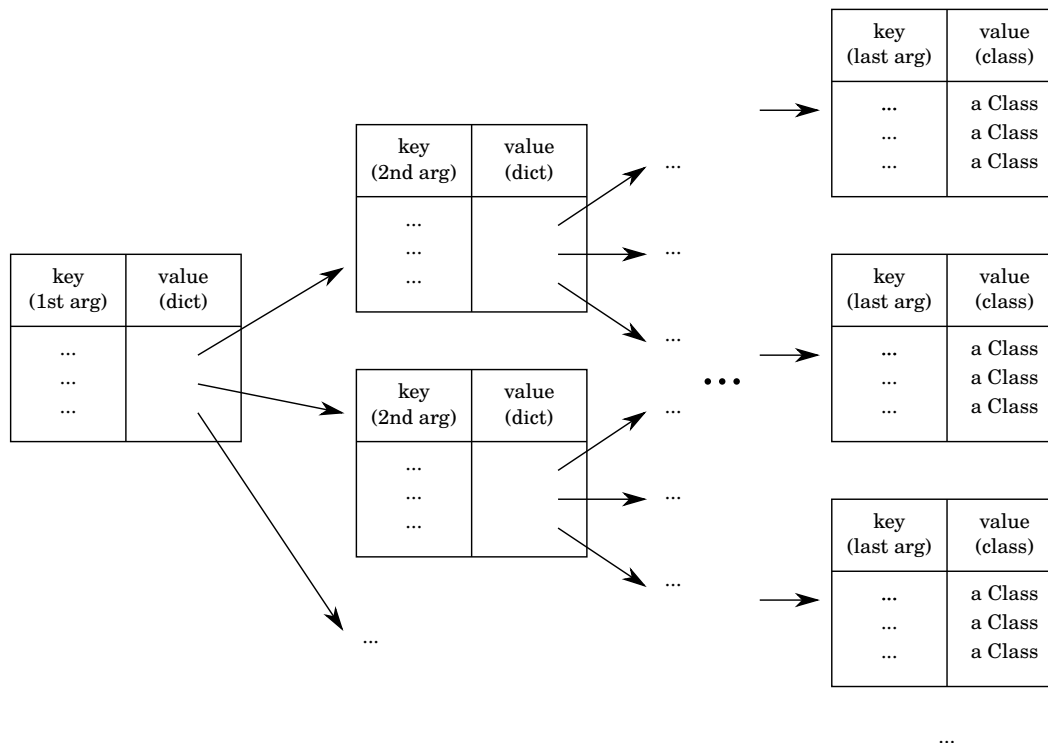 key
(1st arg)
value
(dict)
...
...
...
key
(2nd arg)
value
(dict)
...
...
...
key
(2nd arg)
value
(dict)
...
...
...
...
...
...
...
...
...
...
...
...
key
(last arg)
value
(class)
... a Class
... a Class
... a Class
key
(last arg)
value
(class)
... a Class
... a Class
... a Class
key
(last arg)
value
(class)
... a Class
... a Class
... a Class
...